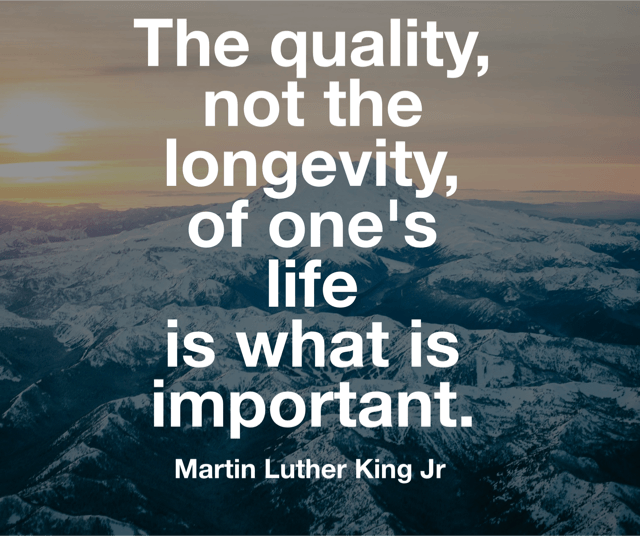 The quality,
not the
longevity,
of one's
life
is what is
important.
Martin Luther King Jr